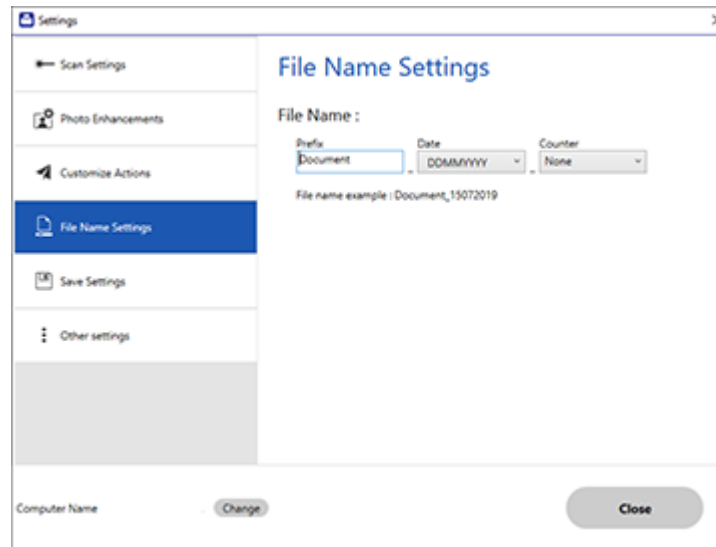 Settings
Scan Settings
Photo Enhancements
Customize Actions
File Name Settings
Save Settings
Other settings
File Name Settings
File Name :
Prefix Date Counter
Document _ DDMMYYYY _ None
File name example : Document_15072019
Computer Name Change Close